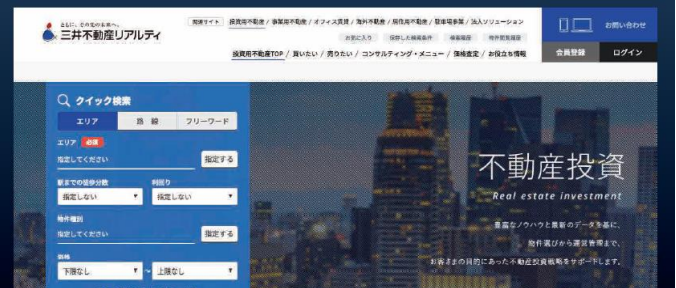 ともに、その先の未来へ。
三井不動産リアルティ
関連サイト 投資用不動産 / 事業用不動産 / オフィス賃貸 / 海外不動産 / 居住用不動産 / 駐車場事業 / 法人ソリューション
お気に入り 保存した検索条件 検索履歴 物件閲覧履歴
投資用不動産TOP / 買いたい / 売りたい / コンサルティング・メニュー / 価格査定 / お役立ち情報
お問い合わせ
会員登録 ログイン
クイック検索
エリア 路線 フリーワード
エリア 必須
指定してください 指定する
駅までの徒歩分数 利回り
指定しない 指定しない
物件種別
指定してください 指定する
価格
下限なし ～ 上限なし
不動産投資
Real estate investment
豊富なノウハウと最新のデータを基に、
物件選びから運営管理まで、
お客さまの目的にあった不動産投資戦略をサポートします。